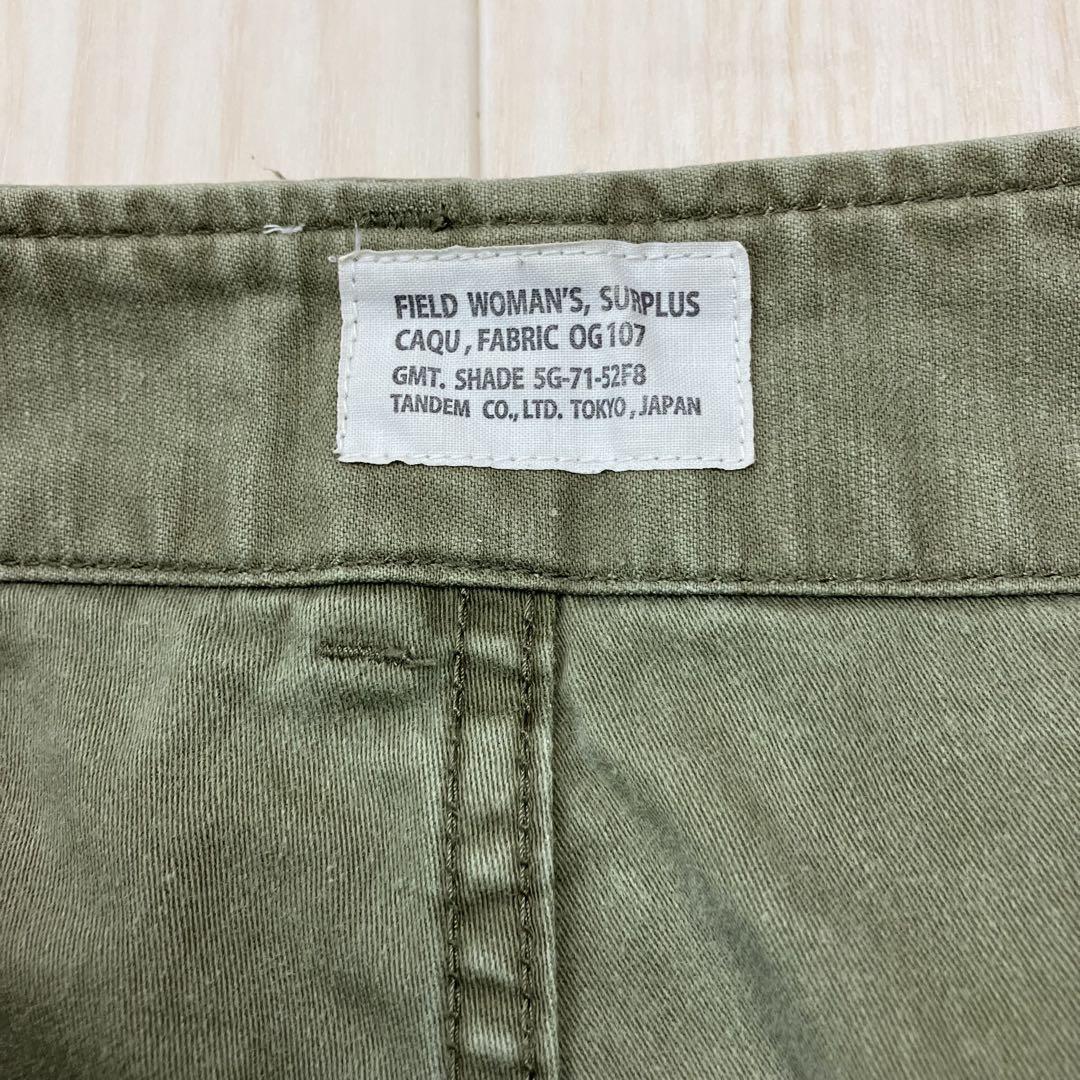 FIELD WOMAN'S, SURPLUS
CAQU, FABRIC OG107
GMT. SHADE 5G-71-52F8
TANDEM CO., LTD. TOKYO, JAPAN